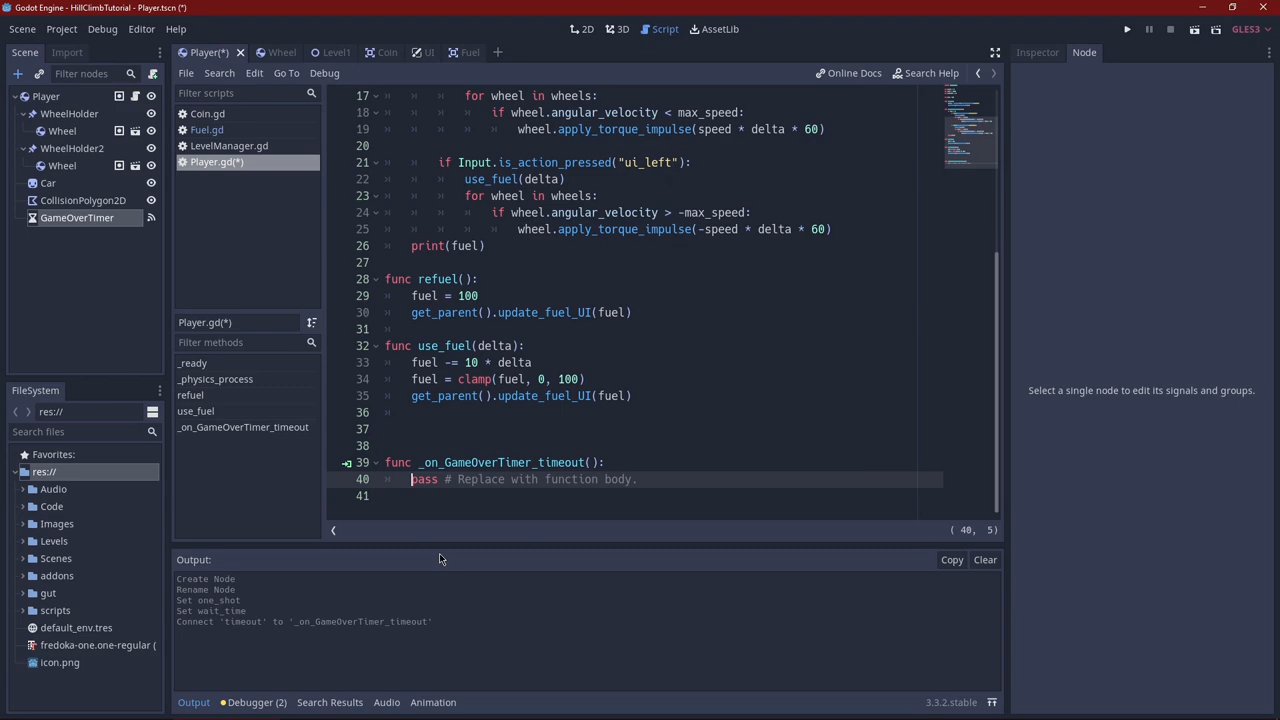 Godot Engine - HillClimbTutorial - Player.tscn (*)
Scene Project Debug Editor Help
2D 3D Script AssetLib
GLES3
Scene Import
Filter nodes
Player
WheelHolder
Wheel
WheelHolder2
Wheel
Car
CollisionPolygon2D
GameOverTimer
FileSystem
res://
Search files
Favorites:
res://
Audio
Code
Images
Levels
Scenes
addons
gut
scripts
default_env.tres
fredoka-one.one-regular (
icon.png
Player(*) Wheel Level1 Coin UI Fuel
File Search Edit Go To Debug
Online Docs Search Help
Filter scripts
Coin.gd
Fuel.gd
LevelManager.gd
Player.gd(*)
Player.gd(*)
Filter methods
_ready
_physics_process
refuel
use_fuel
_on_GameOverTimer_timeout
17 for wheel in wheels:
18 if wheel.angular_velocity < max_speed:
19 wheel.apply_torque_impulse(speed * delta * 60)
20
21 if Input.is_action_pressed("ui_left"):
22 use_fuel(delta)
23 for wheel in wheels:
24 if wheel.angular_velocity > -max_speed:
25 wheel.apply_torque_impulse(-speed * delta * 60)
26 print(fuel)
27
28 func refuel():
29 fuel = 100
30 get_parent().update_fuel_UI(fuel)
31
32 func use_fuel(delta):
33 fuel -= 10 * delta
34 fuel = clamp(fuel, 0, 100)
35 get_parent().update_fuel_UI(fuel)
36
37
38
39 func _on_GameOverTimer_timeout():
40 pass # Replace with function body.
41
( 40, 5)
Output:
Copy Clear
Create Node
Rename Node
Set one_shot
Set wait_time
Connect 'timeout' to '_on_GameOverTimer_timeout'
Output Debugger (2) Search Results Audio Animation
3.3.2.stable
Inspector Node
Select a single node to edit its signals and groups.